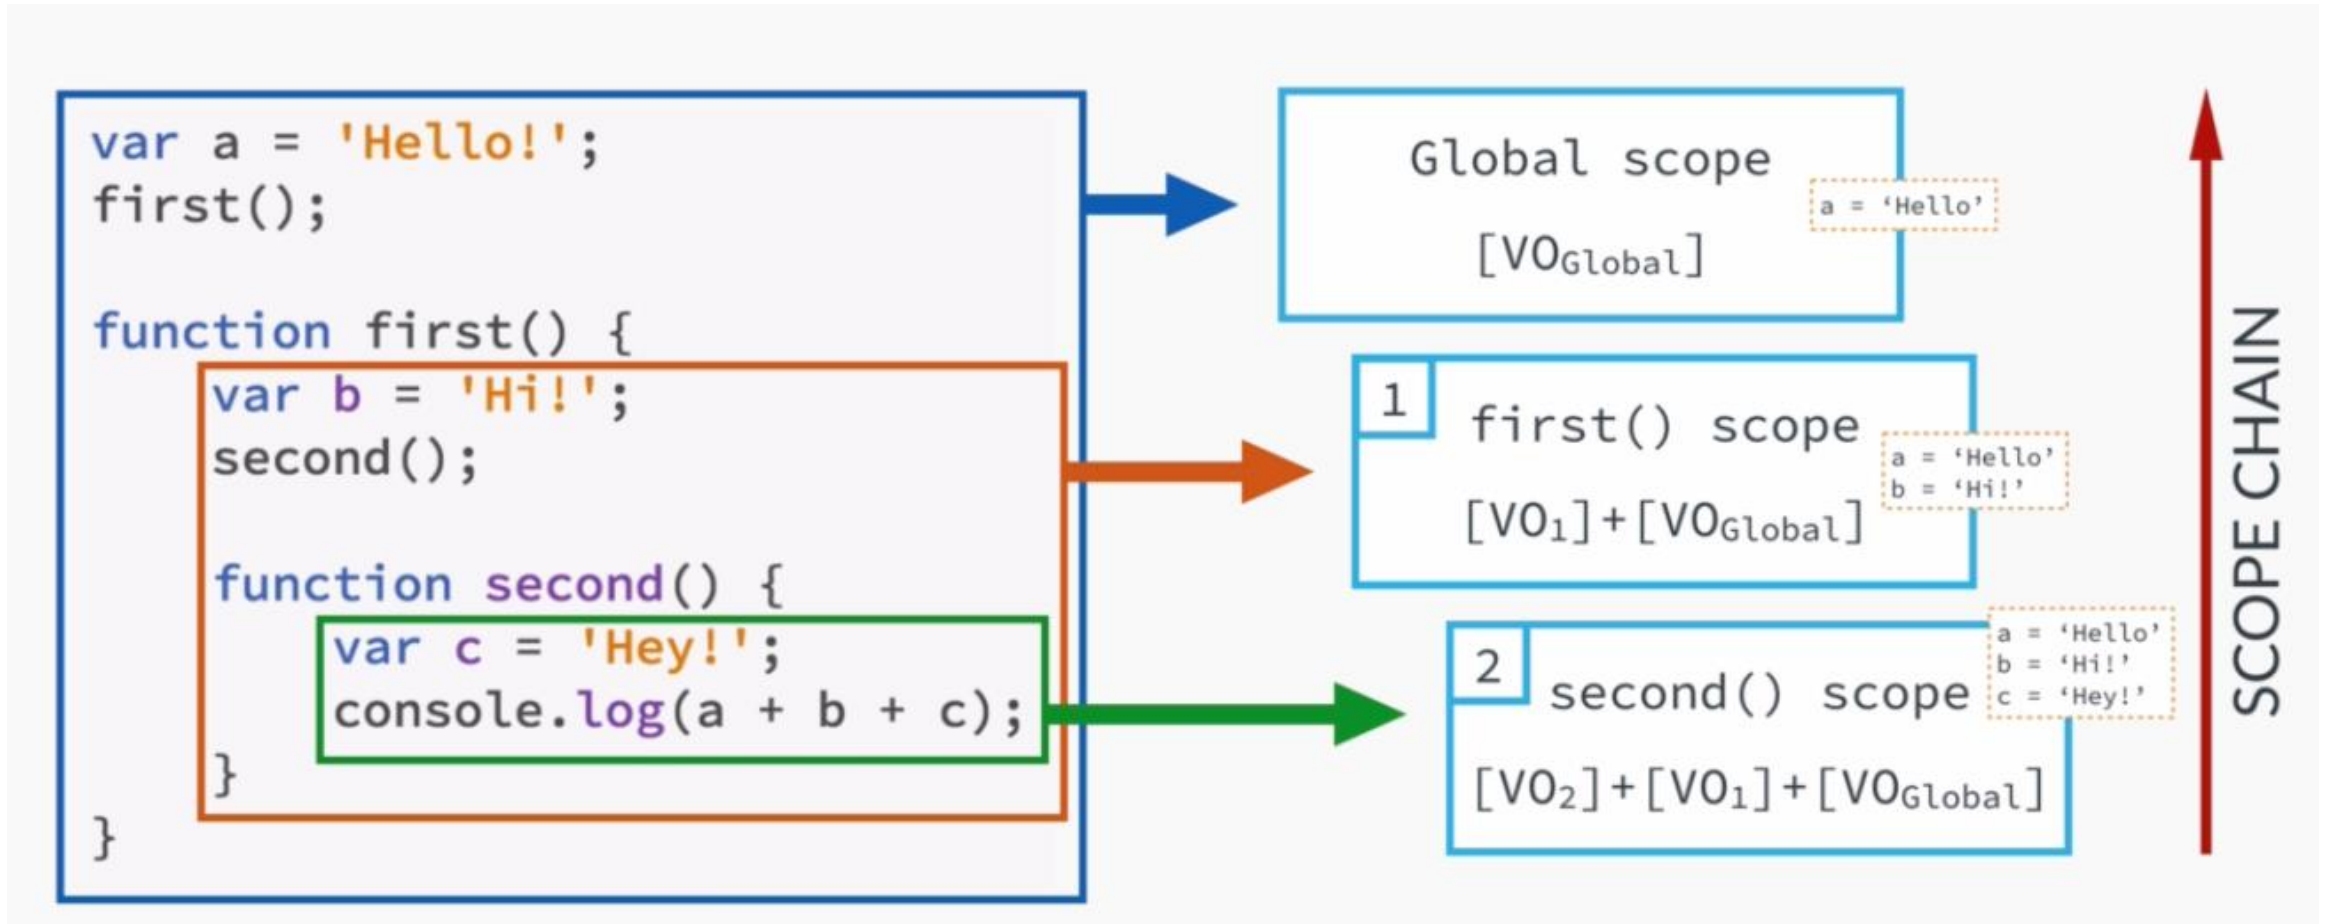 var a = 'Hello!';
first();
function first() {
var b = 'Hi!';
second();
function second() {
var c = 'Hey!';
console.log(a + b + c);
}
}
Global scope
[VOGlobal]
a = ‘Hello’
1
first() scope
[VO1]+[VOGlobal]
a = ‘Hello’
b = ‘Hi!’
2
second() scope
[VO2]+[VO1]+[VOGlobal]
a = ‘Hello’
b = ‘Hi!’
c = ‘Hey!’
SCOPE CHAIN